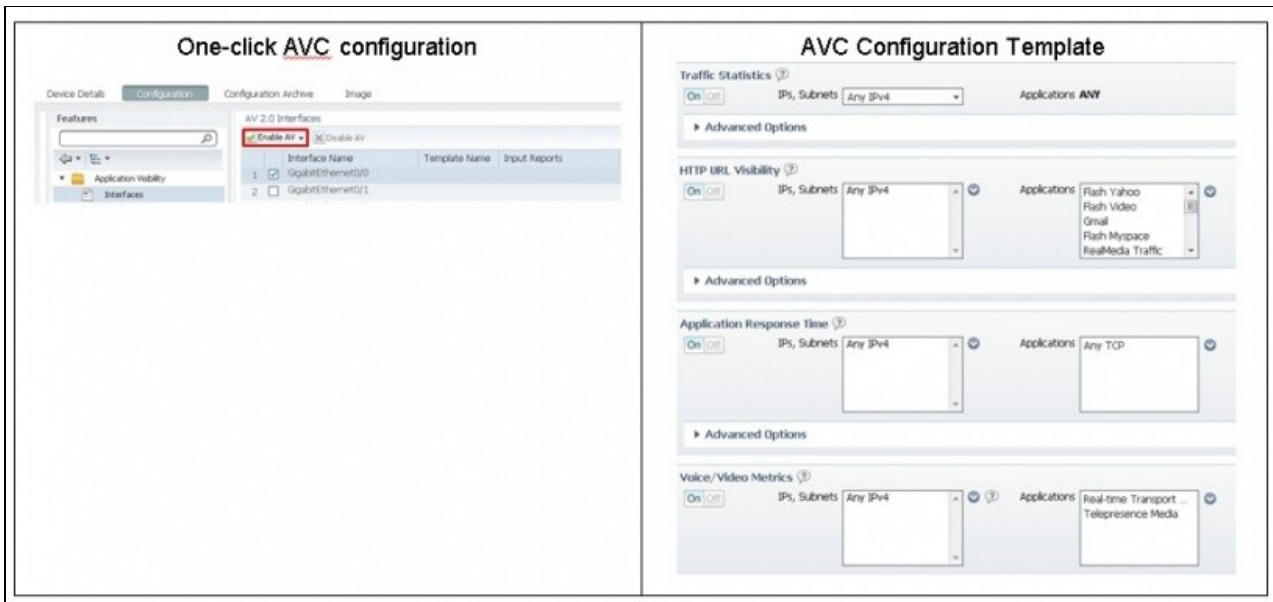 One-click AVC configuration
Device Details Configuration Configuration Archive Image
Features
Application Visibility
Interfaces
AV 2.0 Interfaces
Enable AV Disable AV
Interface Name Template Name Input Reports
1 GigabitEthernet0/0
2 GigabitEthernet0/1
AVC Configuration Template
Traffic Statistics
On Off IPs, Subnets Any IPv4 Applications ANY
Advanced Options
HTTP URL Visibility
On Off IPs, Subnets Any IPv4 Applications Flash Yahoo
Flash Video
Gmail
Flash Myspace
RealMedia Traffic
Advanced Options
Application Response Time
On Off IPs, Subnets Any IPv4 Applications Any TCP
Advanced Options
Voice/Video Metrics
On Off IPs, Subnets Any IPv4 Applications Real-time Transport ...
Telepresence Media